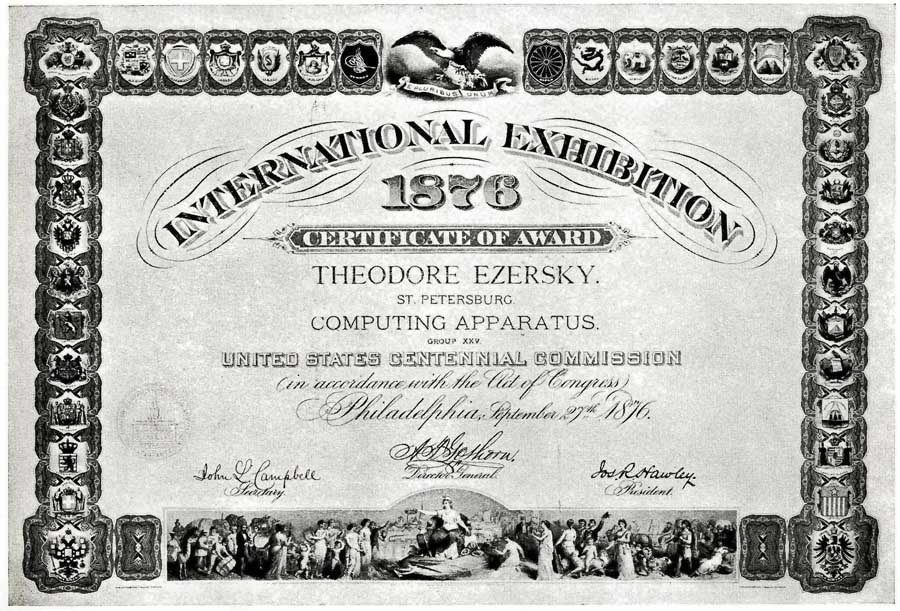 E PLURIBUS UNUM
INTERNATIONAL EXHIBITION
1876
CERTIFICATE OF AWARD
THEODORE EZERSKY.
ST. PETERSBURG.
COMPUTING APPARATUS.
GROUP XXV.
UNITED STATES CENTENNIAL COMMISSION
(in accordance with the Act of Congress)
Philadelphia, September 27th 1876.
A. T. Goshorn.
Director General.
John L. Campbell
Secretary.
Jos. R. Hawley.
President.